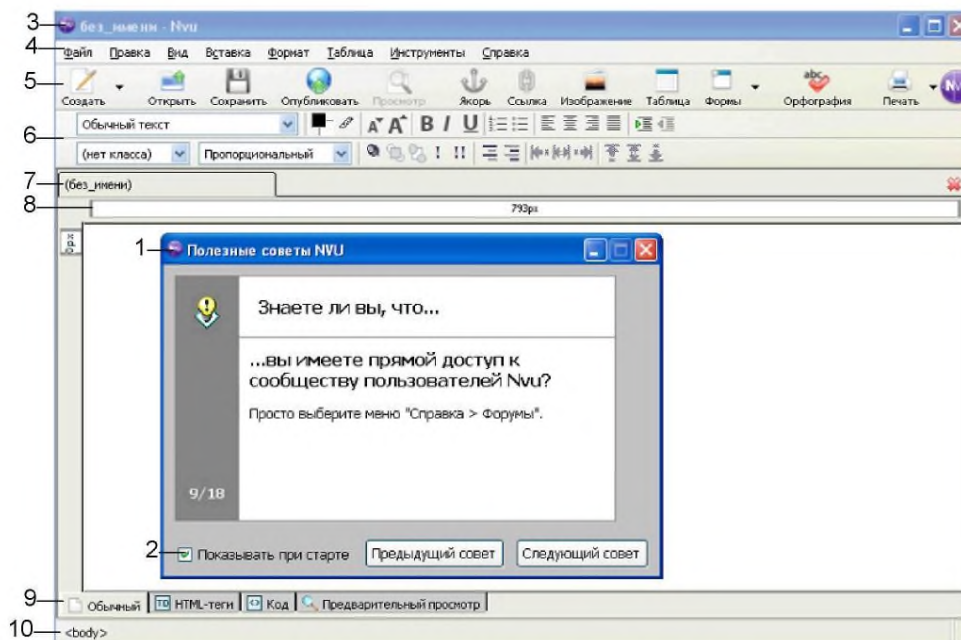 3 без_имени - Nvu
4 Файл Правка Вид Вставка Формат Таблица Инструменты Справка
5 Создать Открыть Сохранить Опубликовать Просмотр Якорь Ссылка Изображение Таблица Формы Орфография Печать
Обычный текст
6
(нет класса) Пропорциональный
7 (без_имени)
8 793px
0px
1 Полезные советы NVU
Знаете ли вы, что...
...вы имеете прямой доступ к
сообществу пользователей Nvu?
Просто выберите меню "Справка > Форумы".
9/18
2 Показывать при старте Предыдущий совет Следующий совет
9 Обычный HTML-теги Код Предварительный просмотр
10 <body>